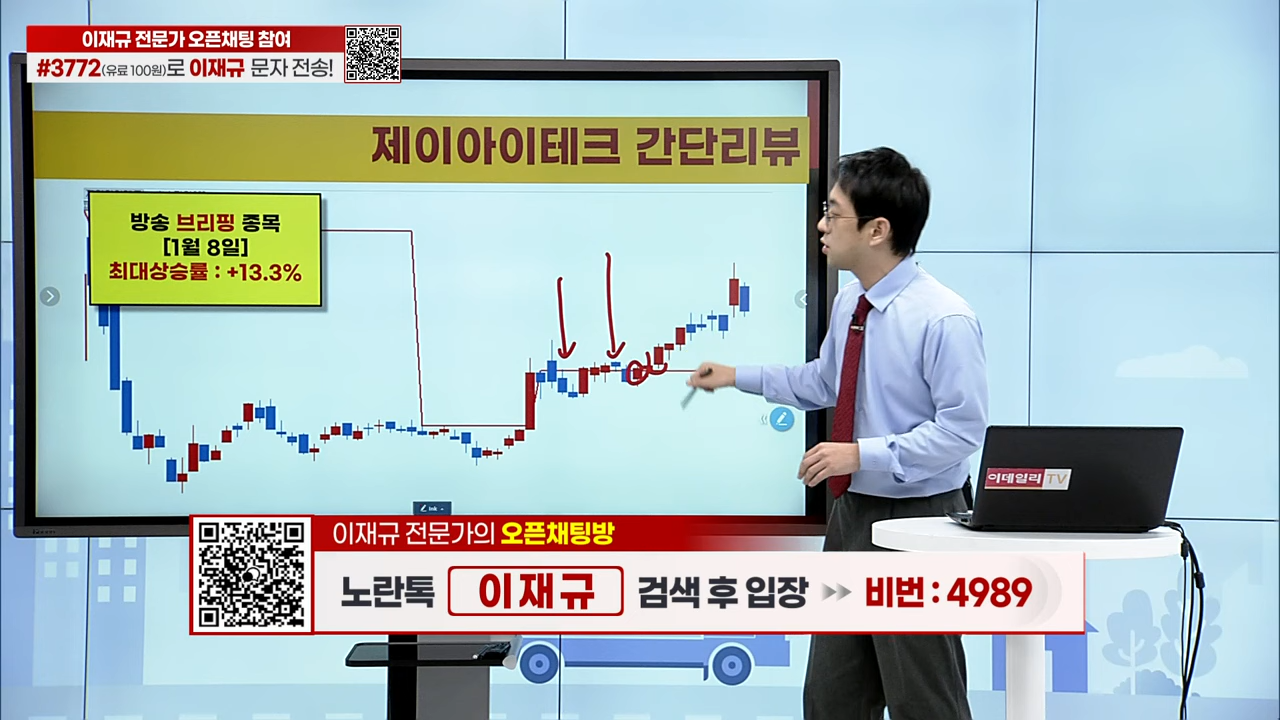 이재규 전문가 오픈채팅 참여
#3772(유료 100원)로 이재규 문자 전송!
제이아이테크 간단리뷰
방송 브리핑 종목
[1월 8일]
최대상승률 : +13.3%
Ink
이데일리 TV
이재규 전문가의 오픈채팅방
노란톡 이재규 검색 후 입장 비번 : 4989